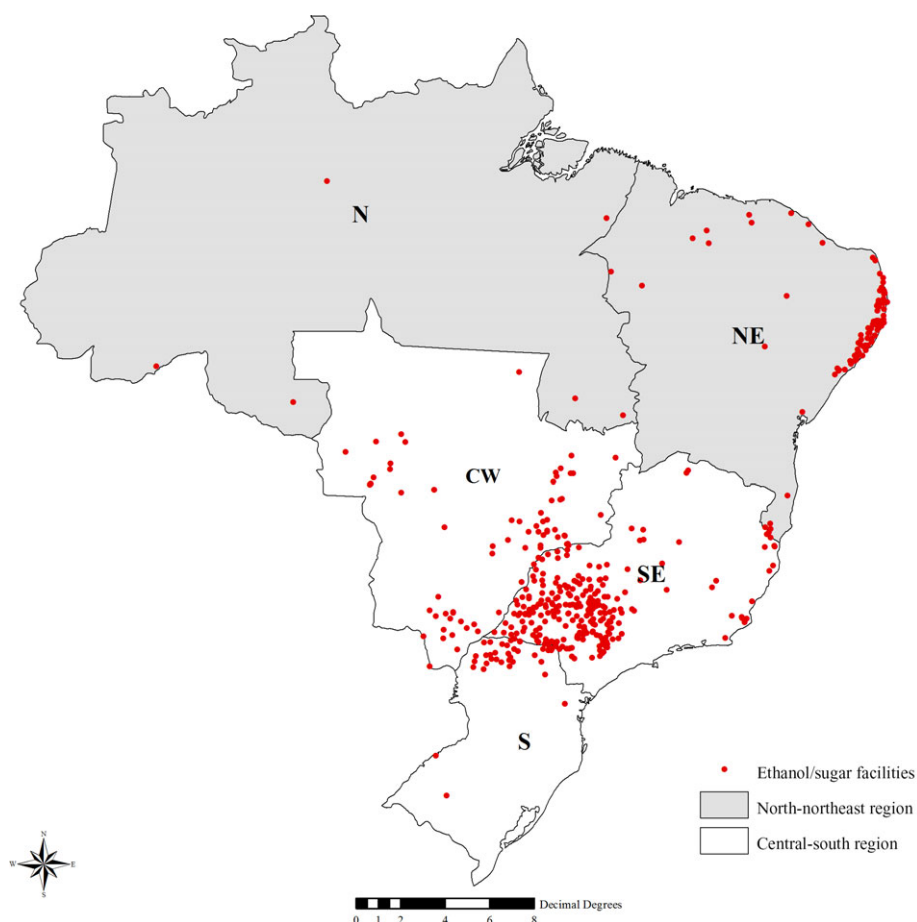 N
NE
CW
SE
S
Ethanol/sugar facilities
North-northeast region
Central-south region
N
W E
S
Decimal Degrees
0 1 2 4 6 8